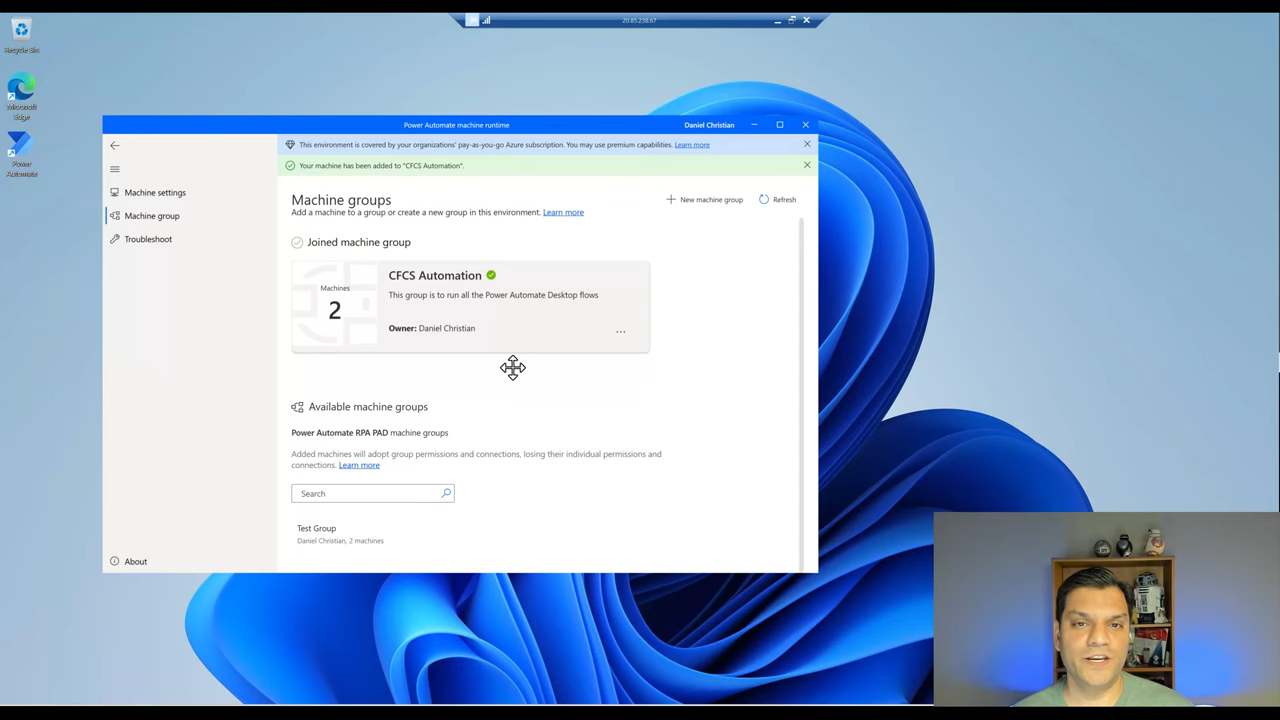 20.85.238.67
Recycle Bin
Microsoft
Edge
Power
Automate
Power Automate machine runtime
Daniel Christian
This environment is covered by your organizations' pay-as-you-go Azure subscription. You may use premium capabilities. Learn more
Your machine has been added to "CFCS Automation".
Machine settings
Machine group
Troubleshoot
About
Machine groups
New machine group
Refresh
Add a machine to a group or create a new group in this environment. Learn more
Joined machine group
Machines
2
CFCS Automation
This group is to run all the Power Automate Desktop flows
Owner: Daniel Christian
...
Available machine groups
Power Automate RPA PAD machine groups
Added machines will adopt group permissions and connections, losing their individual permissions and
connections. Learn more
Search
Test Group
Daniel Christian, 2 machines